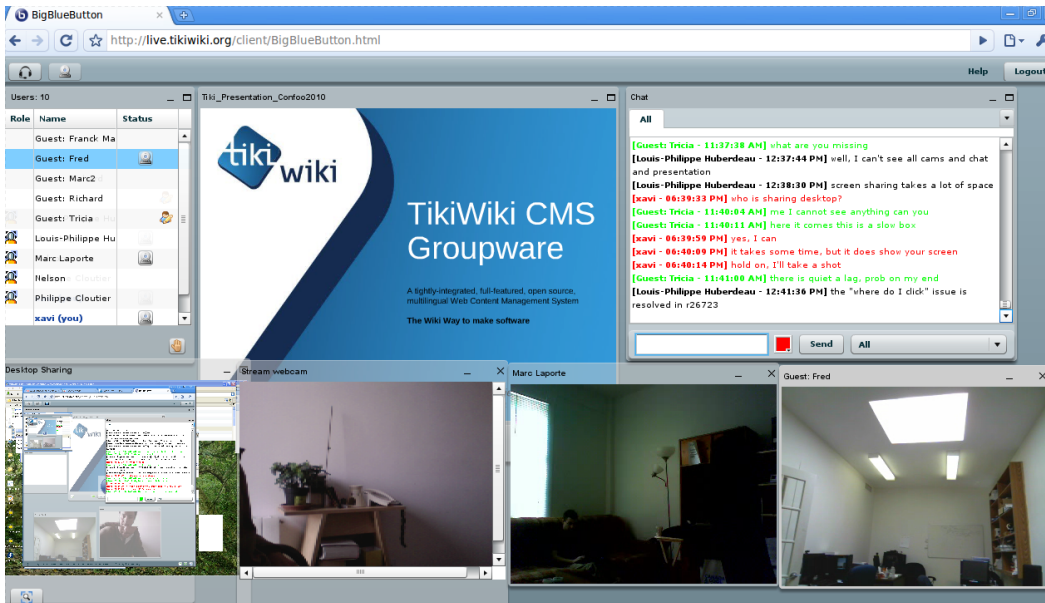 BigBlueButton
http://live.tikiwiki.org/client/BigBlueButton.html
Help
Logout
Users: 10
Role Name Status
Guest: Franck Ma
Guest: Fred
Guest: Marc2
Guest: Richard
Guest: Tricia
Louis-Philippe Hu
Marc Laporte
Nelson Cloutier
Philippe Cloutier
xavi (you)
Tiki_Presentation_Confoo2010
tiki
wiki
TikiWiki CMS
Groupware
A tightly-integrated, full-featured, open source,
multilingual Web Content Management System
The Wiki Way to make software
Chat
All
[Guest: Tricia - 11:37:38 AM] what are you missing
[Louis-Philippe Huberdeau - 12:37:44 PM] well, I can't see all cams and chat
and presentation
[Louis-Philippe Huberdeau - 12:38:30 PM] screen sharing takes a lot of space
[xavi - 06:39:33 PM] who is sharing desktop?
[Guest: Tricia - 11:40:04 AM] me I cannot see anything can you
[Guest: Tricia - 11:40:11 AM] here it comes this is a slow box
[xavi - 06:39:59 PM] yes, I can
[xavi - 06:40:09 PM] it takes some time, but it does show your screen
[xavi - 06:40:14 PM] hold on, I'll take a shot
[Guest: Tricia - 11:41:00 AM] there is quiet a lag, prob on my end
[Louis-Philippe Huberdeau - 12:41:36 PM] the "where do I click" issue is
resolved in r26723
Send
All
Desktop Sharing
Stream webcam
Marc Laporte
Guest: Fred